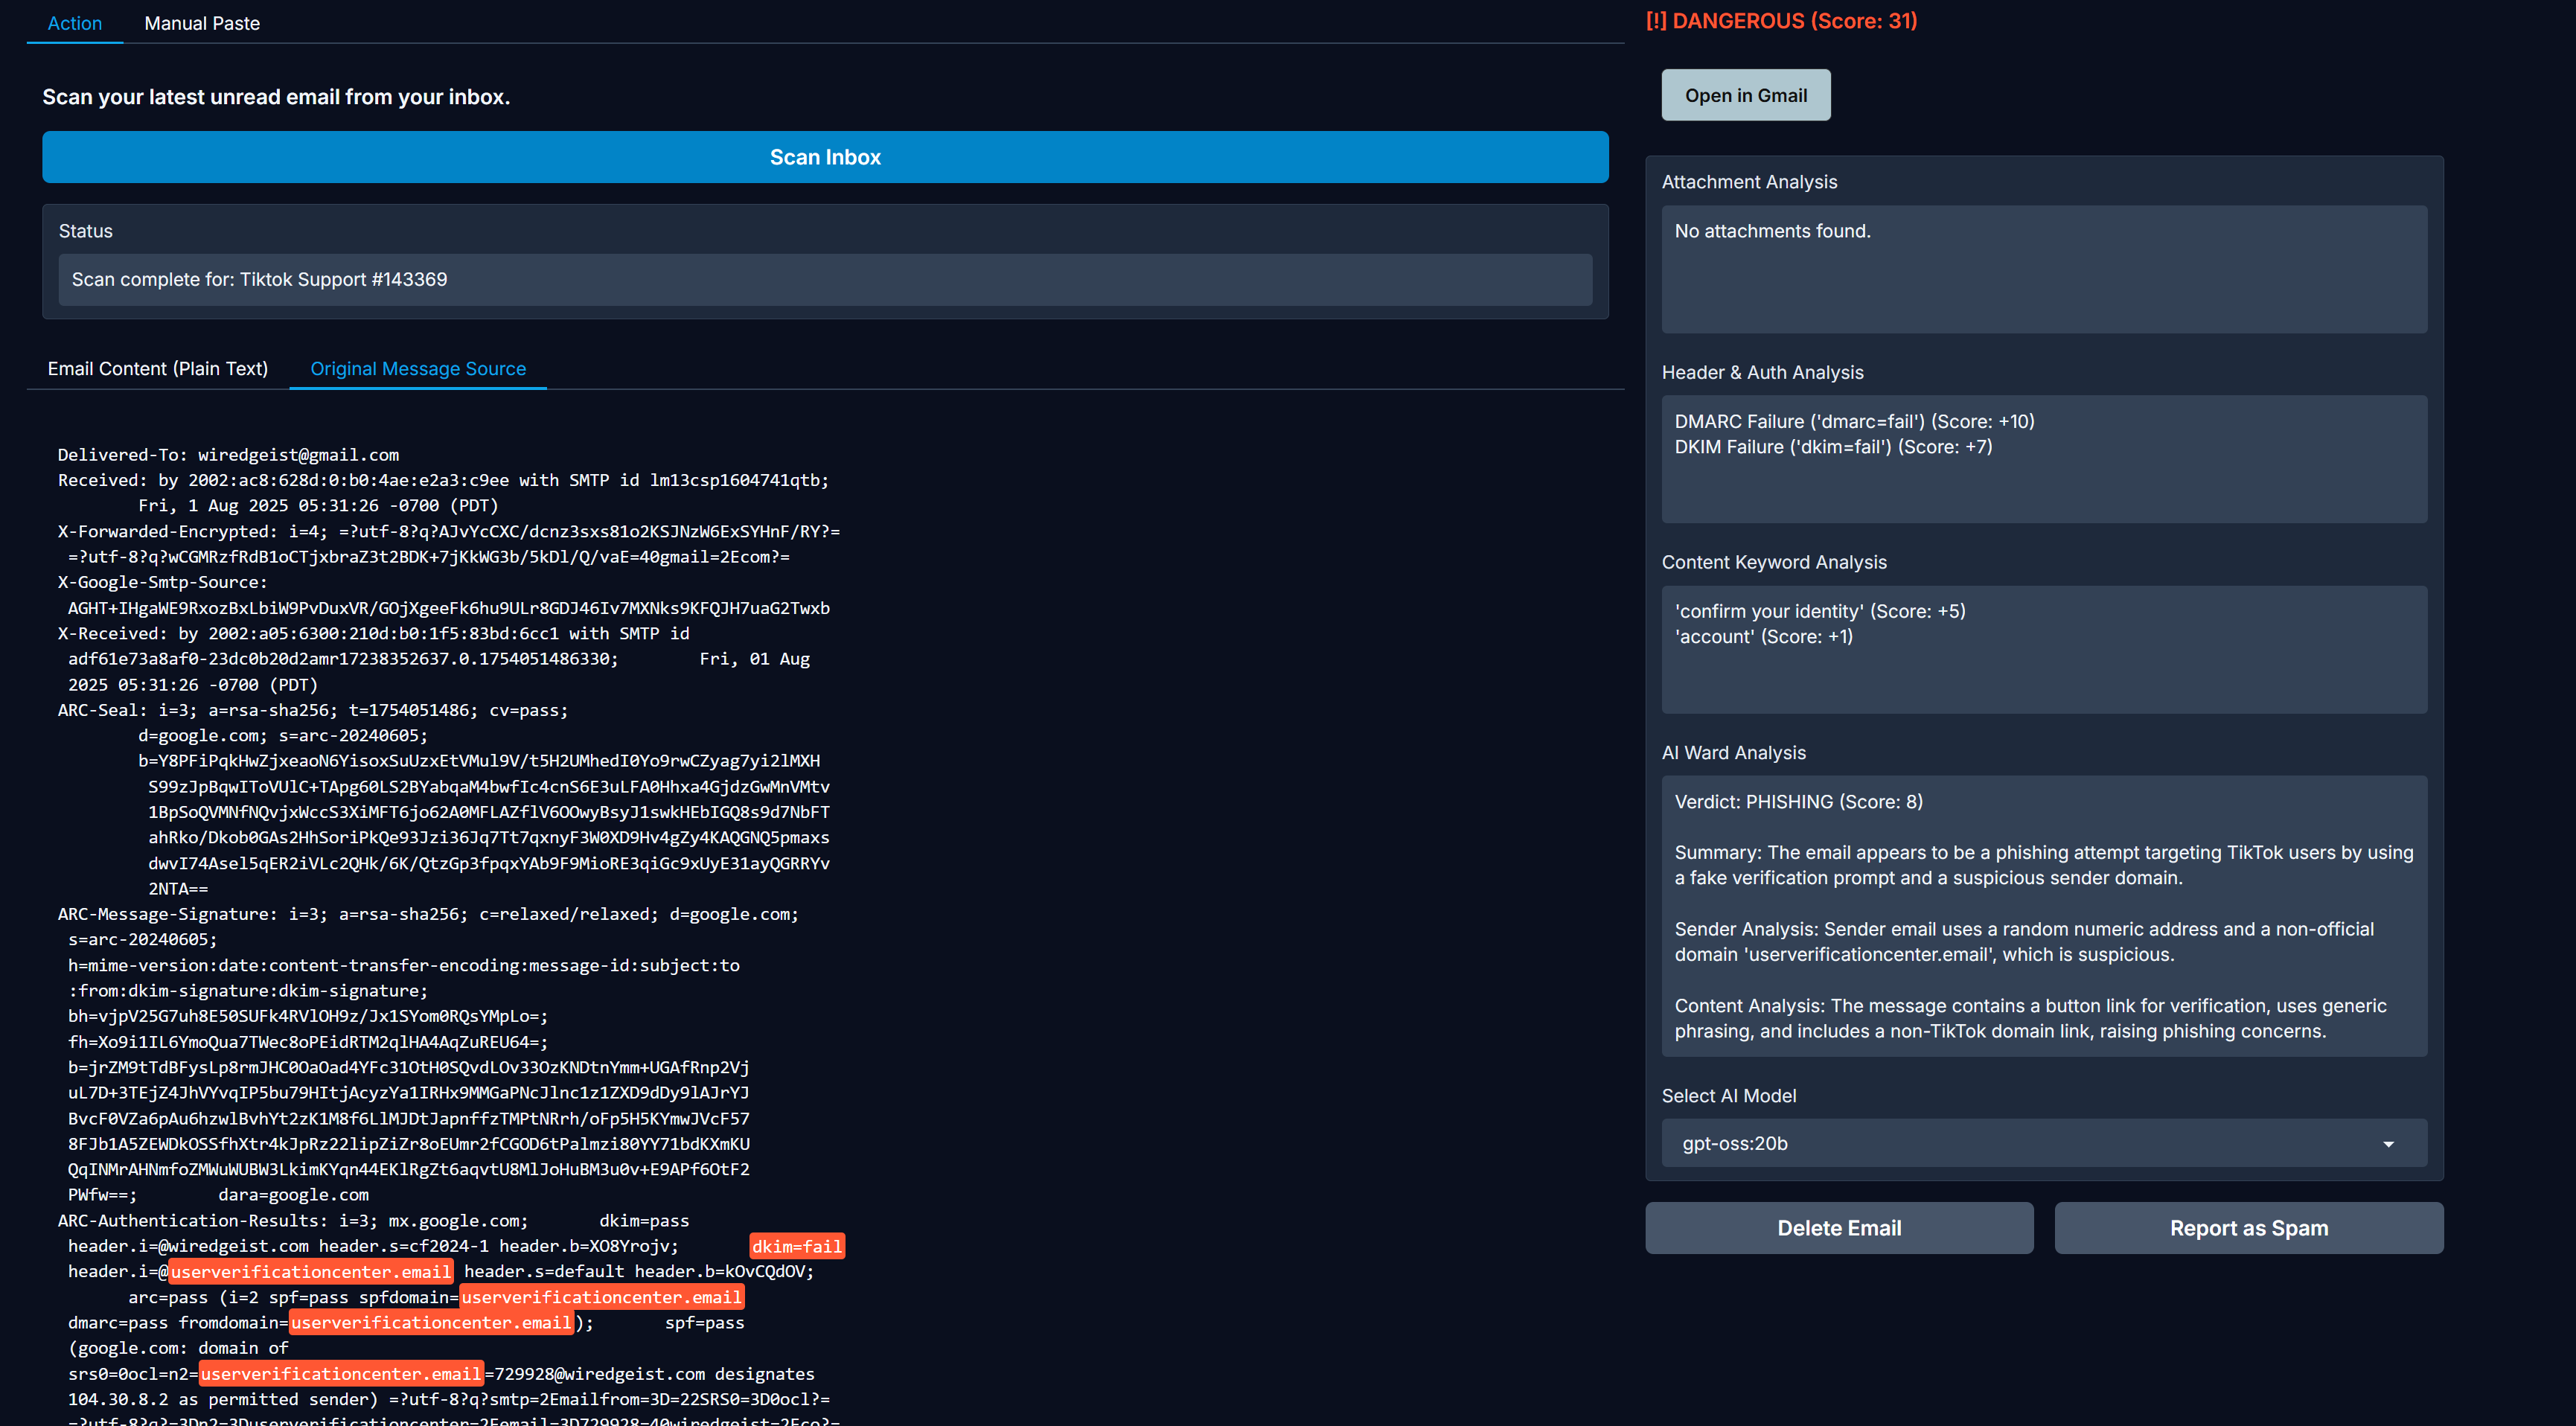 Action
Manual Paste
Scan your latest unread email from your inbox.
Scan Inbox
Status
Scan complete for: Tiktok Support #143369
Email Content (Plain Text)
Original Message Source
Delivered-To: wiredgeist@gmail.com
Received: by 2002:ac8:628d:0:b0:4ae:e2a3:c9ee with SMTP id lm13csp1604741qtb;
Fri, 1 Aug 2025 05:31:26 -0700 (PDT)
X-Forwarded-Encrypted: i=4; =?utf-8?q?AJvYcCXC/dcnz3sxs81o2KSJNzW6ExSYHnF/RY?=
=?utf-8?q?wCGMRzfRdB1oCTjxbraZ3t2BDK+7jKkWG3b/5kDl/Q/vaE=40gmail=2Ecom?=
X-Google-Smtp-Source:
AGHT+IHgaWE9RxozBxLbiW9PvDuxVR/GOjXgeeFk6hu9ULr8GDJ46Iv7MXNks9KFQJH7uaG2Twxb
X-Received: by 2002:a05:6300:210d:b0:1f5:83bd:6cc1 with SMTP id
adf61e73a8af0-23dc0b20d2amr17238352637.0.1754051486330; Fri, 01 Aug
2025 05:31:26 -0700 (PDT)
ARC-Seal: i=3; a=rsa-sha256; t=1754051486; cv=pass;
d=google.com; s=arc-20240605;
b=Y8PFiPqkHwZjxeaoN6YisoxSuUzxEtVMul9V/t5H2UMhedI0Yo9rwCZyag7yi2lMXH
S99zJpBqwIToVUlC+TApg60LS2BYabqaM4bwfIc4cnS6E3uLFA0Hhxa4GjdzGwMnVMtv
1BpSoQVMNfNQvjxWccS3XiMFT6jo62A0MFLAZflV6OOwyBsyJ1swkHEbIGQ8s9d7NbFT
ahRko/Dkob0GAs2HhSoriPkQe93Jzi36Jq7Tt7qxnyF3W0XD9Hv4gZy4KAQGNQ5pmaxs
dwvI74Asel5qER2iVLc2QHk/6K/QtzGp3fpqxYAb9F9MioRE3qiGc9xUyE31ayQGRRYv
2NTA==
ARC-Message-Signature: i=3; a=rsa-sha256; c=relaxed/relaxed; d=google.com;
s=arc-20240605;
h=mime-version:date:content-transfer-encoding:message-id:subject:to
:from:dkim-signature:dkim-signature;
bh=vjpV25G7uh8E50SUFk4RVlOH9z/Jx1SYom0RQsYMpLo=;
fh=Xo9i1IL6YmoQua7TWec8oPEidRTM2qlHA4AqZuREU64=;
b=jrZM9tTdBFysLp8rmJHC0OaOad4YFc31OtH0SQvdLOv33OzKNDtnYmm+UGAfRnp2Vj
uL7D+3TEjZ4JhVYvqIP5bu79HItjAcyzYa1IRHx9MMGaPNcJlnc1z1ZXD9dDy9lAJrYJ
BvcF0VZa6pAu6hzwlBvhYt2zK1M8f6LlMJDtJapnffzTMPtNRrh/oFp5H5KYmwJVcF57
8FJb1A5ZEWDkOSSfhXtr4kJpRz22lipZiZr8oEUmr2fCGOD6tPalmzi80YY71bdKXmKU
QqINMrAHNmfoZMWuWUBW3LkimKYqn44EKlRgZt6aqvtU8MlJoHuBM3u0v+E9APf6OtF2
PWfw==; dara=google.com
ARC-Authentication-Results: i=3; mx.google.com; dkim=pass
header.i=@wiredgeist.com header.s=cf2024-1 header.b=XO8Yrojv; dkim=fail
header.i=@userverificationcenter.email header.s=default header.b=kOvCQdOV;
arc=pass (i=2 spf=pass spfdomain=userverificationcenter.email
dmarc=pass fromdomain=userverificationcenter.email); spf=pass
(google.com: domain of
srs0=0ocl=n2=userverificationcenter.email=729928@wiredgeist.com designates
104.30.8.2 as permitted sender) =?utf-8?q?smtp=2Emailfrom=3D=22SRS0=3D0ocl?=
=?utf-8?q?=3Dn2=3Duserverificationcenter=2Eemail=3D729928=40wiredgeist=2Eco?=
[!] DANGEROUS (Score: 31)
Open in Gmail
Attachment Analysis
No attachments found.
Header & Auth Analysis
DMARC Failure ('dmarc=fail') (Score: +10)
DKIM Failure ('dkim=fail') (Score: +7)
Content Keyword Analysis
'confirm your identity' (Score: +5)
'account' (Score: +1)
AI Ward Analysis
Verdict: PHISHING (Score: 8)
Summary: The email appears to be a phishing attempt targeting TikTok users by using
a fake verification prompt and a suspicious sender domain.
Sender Analysis: Sender email uses a random numeric address and a non-official
domain 'userverificationcenter.email', which is suspicious.
Content Analysis: The message contains a button link for verification, uses generic
phrasing, and includes a non-TikTok domain link, raising phishing concerns.
Select AI Model
gpt-oss:20b
Delete Email
Report as Spam